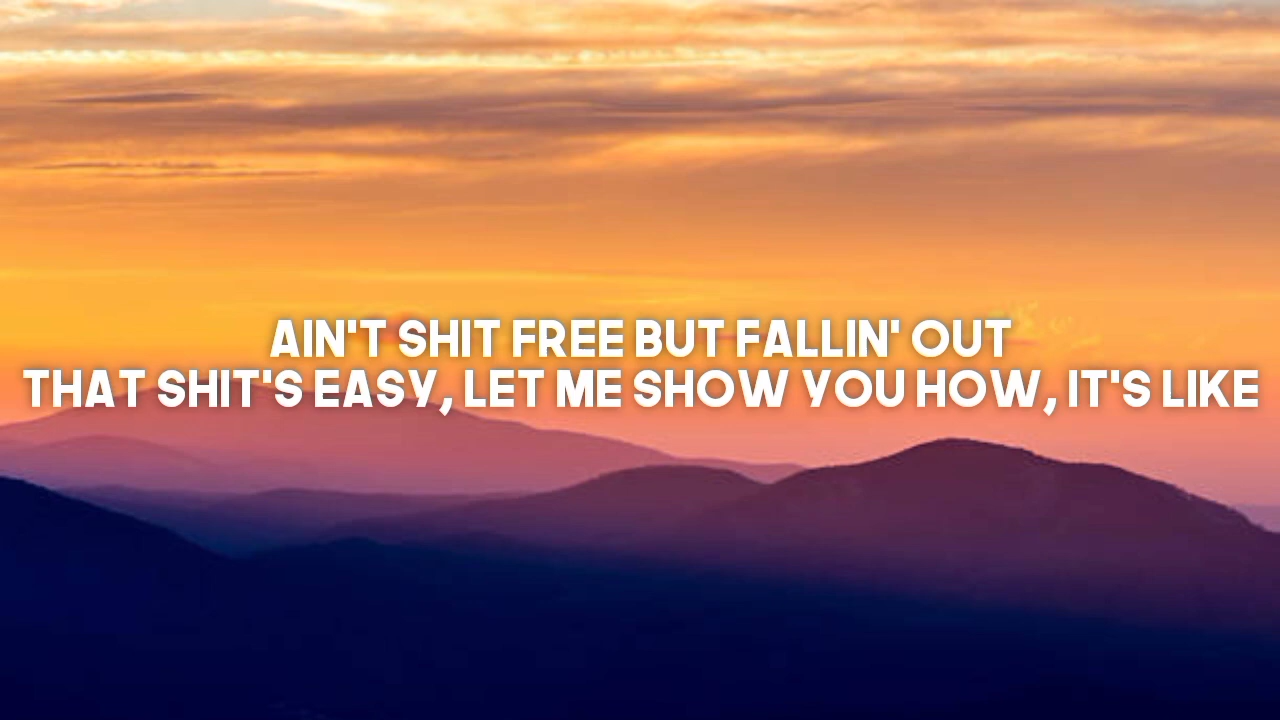 AIN'T SHIT FREE BUT FALLIN' OUT
THAT SHIT'S EASY, LET ME SHOW YOU HOW, IT'S LIKE